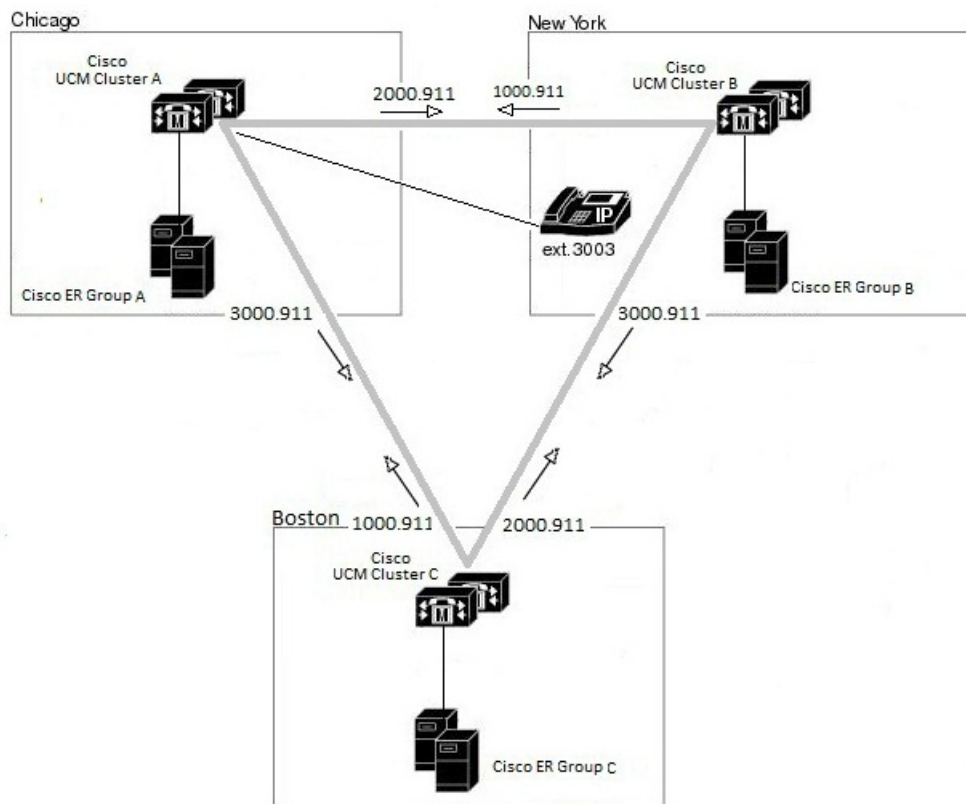 Chicago
New York
Cisco
UCM Cluster A
Cisco
UCM Cluster B
2000.911
1000.911
M
M
IP
ext.3003
Cisco ER Group A
Cisco ER Group B
3000.911
3000.911
Boston
1000.911
2000.911
Cisco
UCM Cluster C
M
Cisco ER Group C